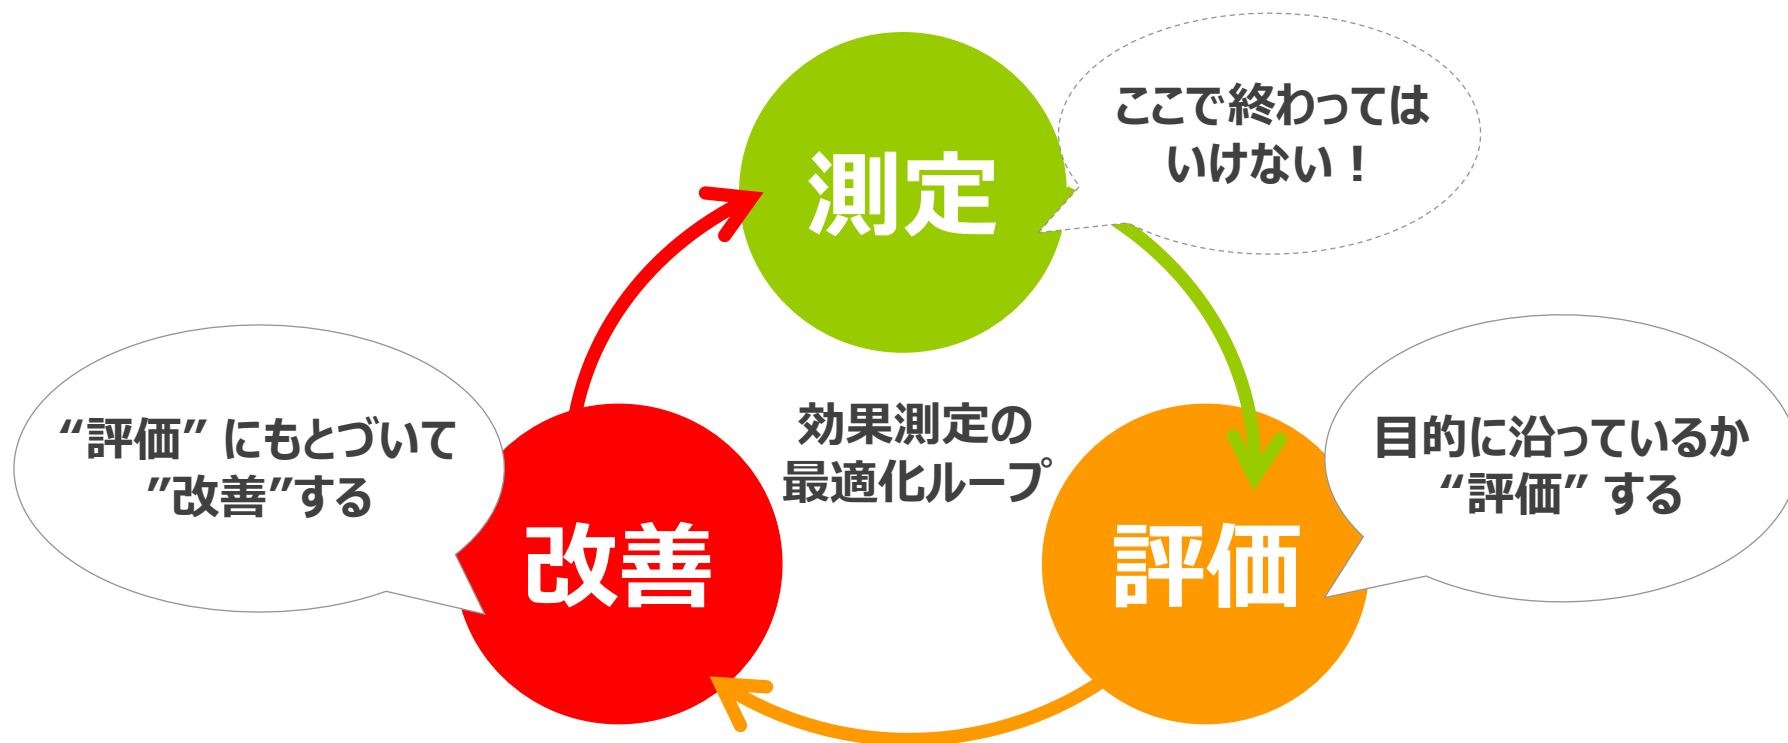 測定
ここで終わっては
いけない！
“評価” にもとづいて
”改善”する
効果測定の
最適化ループ
目的に沿っているか
“評価” する
改善
評価